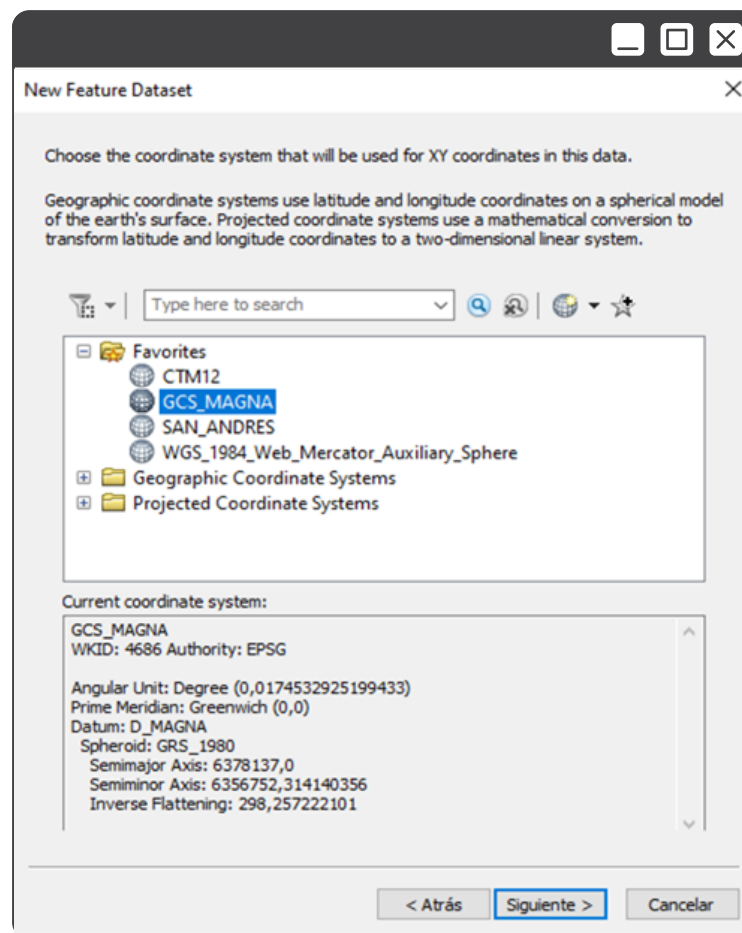 New Feature Dataset
Choose the coordinate system that will be used for XY coordinates in this data.
Geographic coordinate systems use latitude and longitude coordinates on a spherical model
of the earth's surface. Projected coordinate systems use a mathematical conversion to
transform latitude and longitude coordinates to a two-dimensional linear system.
Type here to search
Favorites
CTM12
GCS_MAGNA
SAN_ANDRES
WGS_1984_Web_Mercator_Auxiliary_Sphere
Geographic Coordinate Systems
Projected Coordinate Systems
Current coordinate system:
GCS_MAGNA
WKID: 4686 Authority: EPSG
Angular Unit: Degree (0,0174532925199433)
Prime Meridian: Greenwich (0,0)
Datum: D_MAGNA
Spheroid: GRS_1980
Semimajor Axis: 6378137,0
Semiminor Axis: 6356752,314140356
Inverse Flattening: 298,257222101
< Atrás
Siguiente >
Cancelar